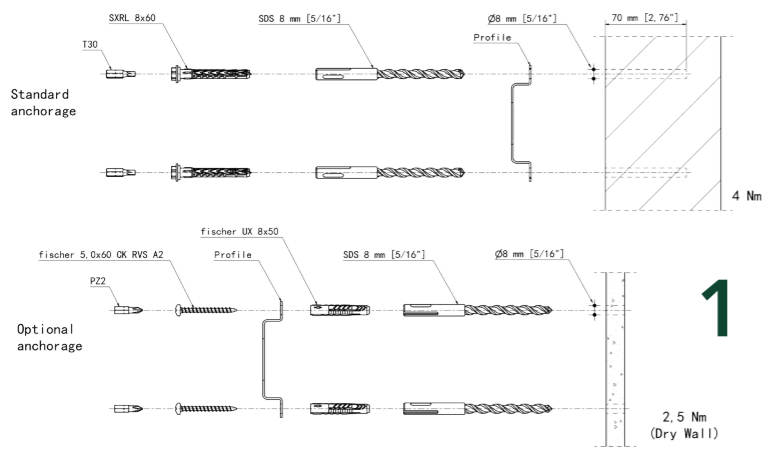 SXRL 8x60
SDS 8 mm [5/16"]
Ø8 mm [5/16"]
70 mm [2,76"]
T30
Profile
Standard
anchorage
4 Nm
fischer UX 8x50
fischer 5,0x60 CK RVS A2
Profile
SDS 8 mm [5/16"]
Ø8 mm [5/16"]
PZ2
1
Optional
anchorage
2,5 Nm
(Dry Wall)